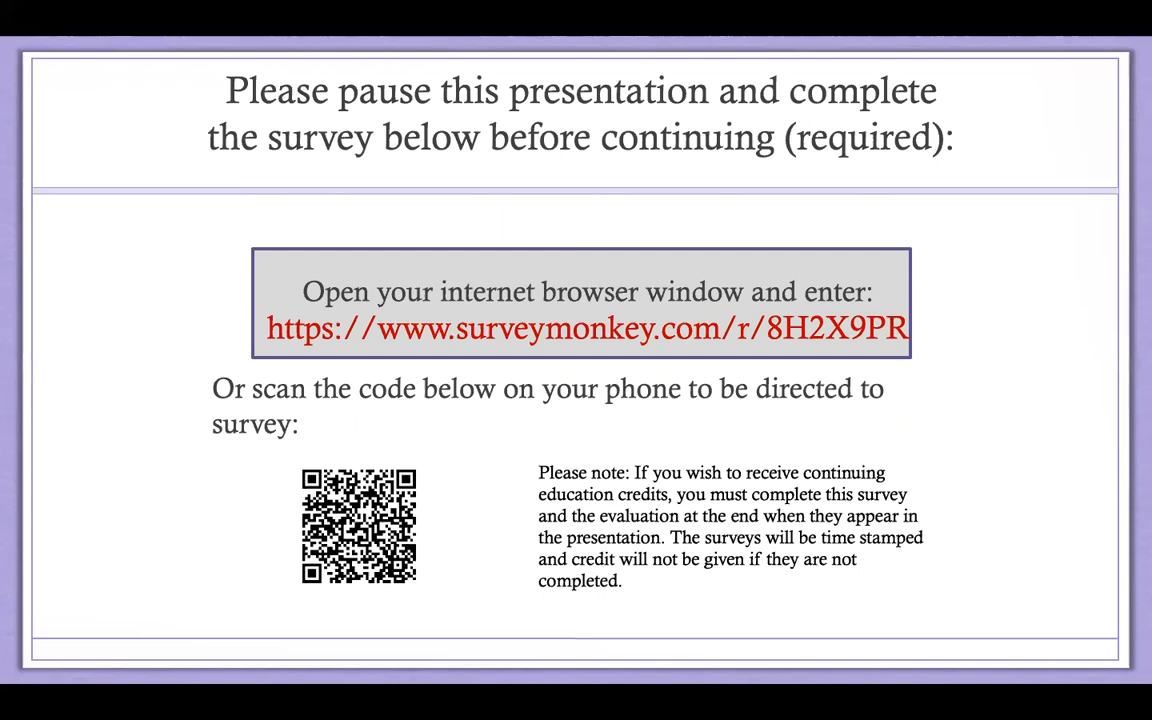 Please pause this presentation and complete
the survey below before continuing (required):
Open your internet browser window and enter:
https://www.surveymonkey.com/r/8H2X9PR
Or scan the code below on your phone to be directed to
survey:
Please note: If you wish to receive continuing
education credits, you must complete this survey
and the evaluation at the end when they appear in
the presentation. The surveys will be time stamped
and credit will not be given if they are not
completed.